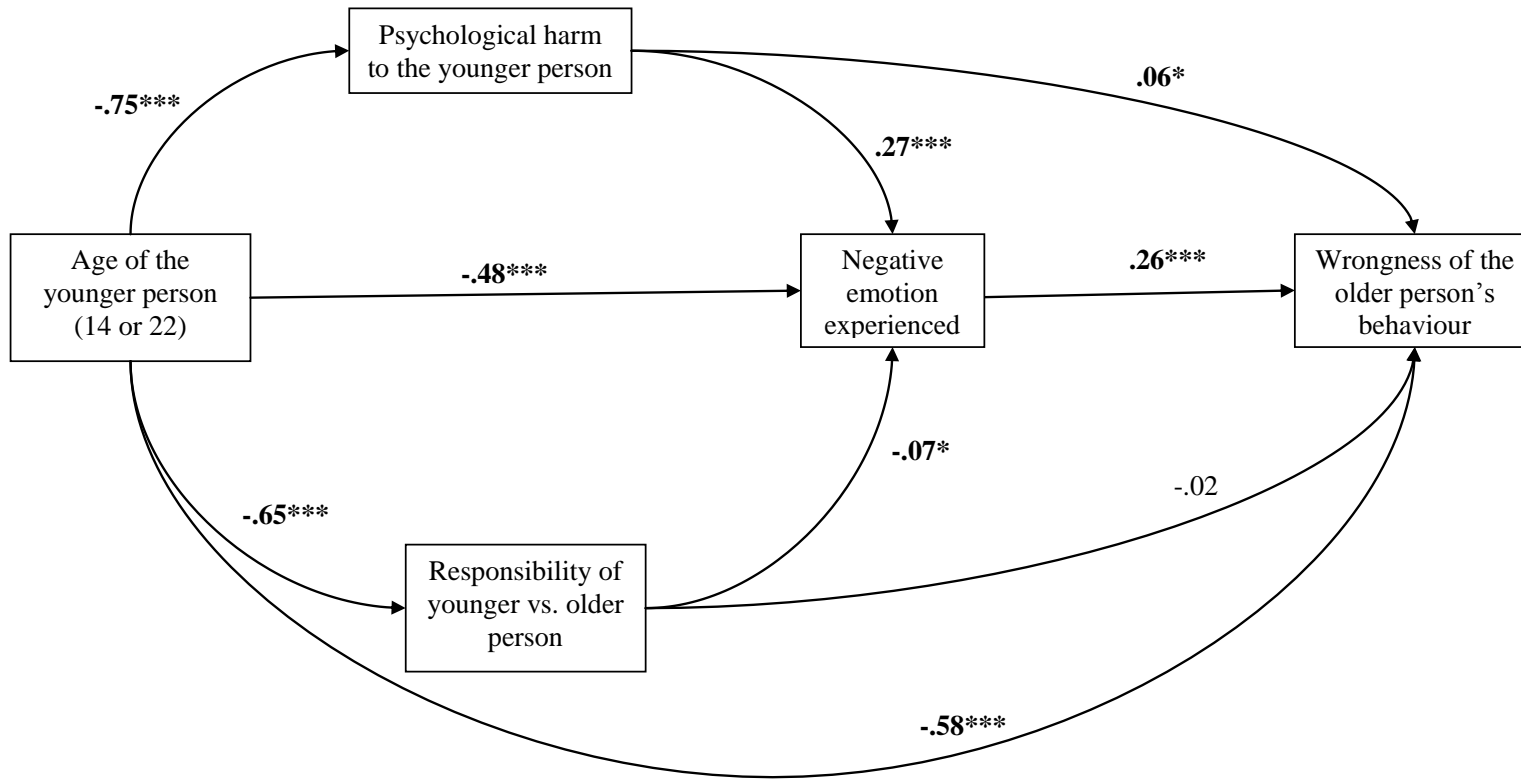 Psychological harm
to the younger person
.06*
-.75***
.27***
Age of the
younger person
(14 or 22)
-.48***
Negative
emotion
experienced
.26***
Wrongness of the
older person’s
behaviour
-.07*
-.02
-.65***
Responsibility of
younger vs. older
person
-.58***